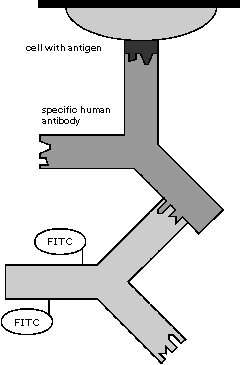 cell with antigen
specific human
antibody
FITC
FITC